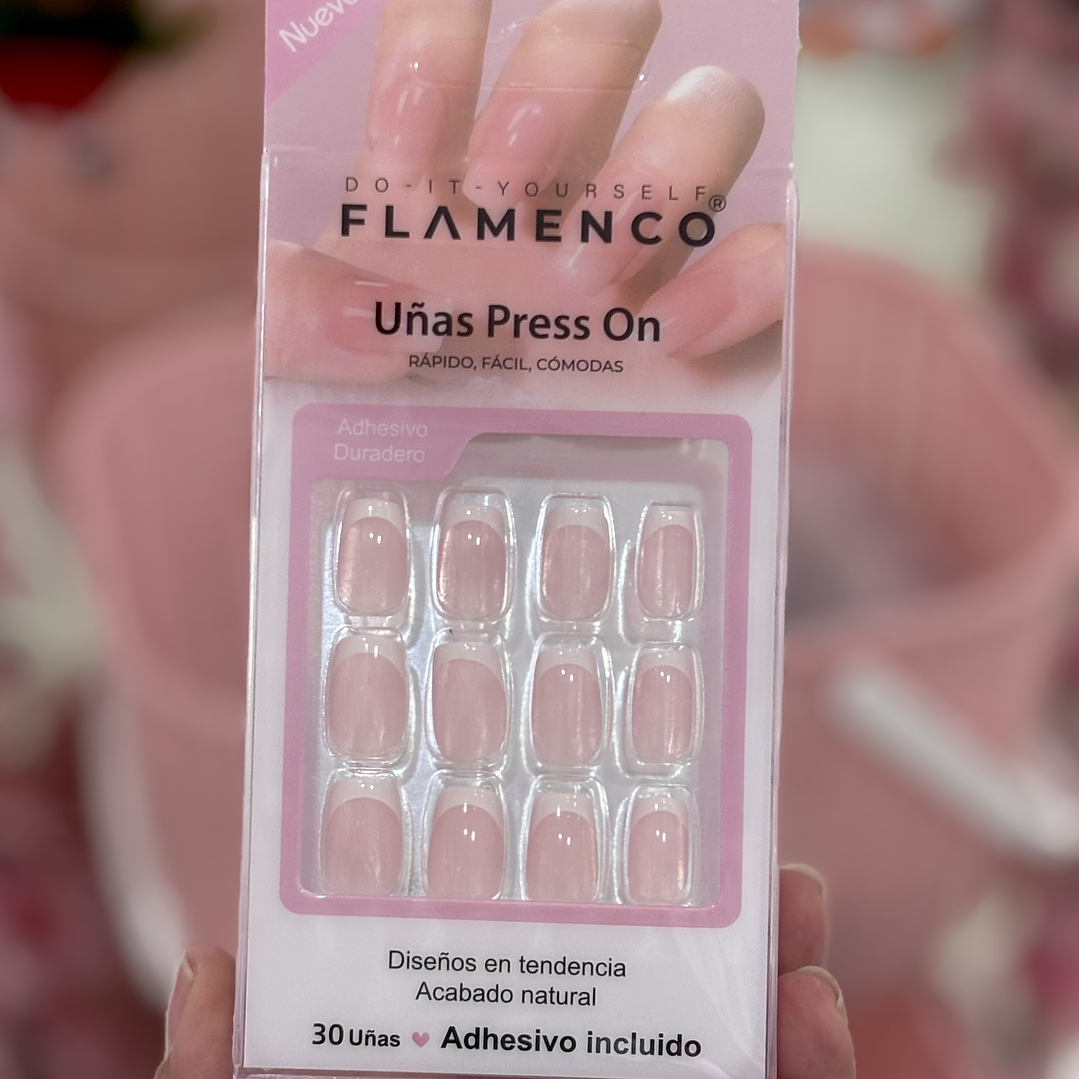 DO-IT-YOURSELF
FLAMENCO®
Uñas Press On
RÁPIDO, FÁCIL, CÓMODAS
Adhesivo
Duradero
Diseños en tendencia
Acabado natural
30 Uñas ♥ Adhesivo incluido